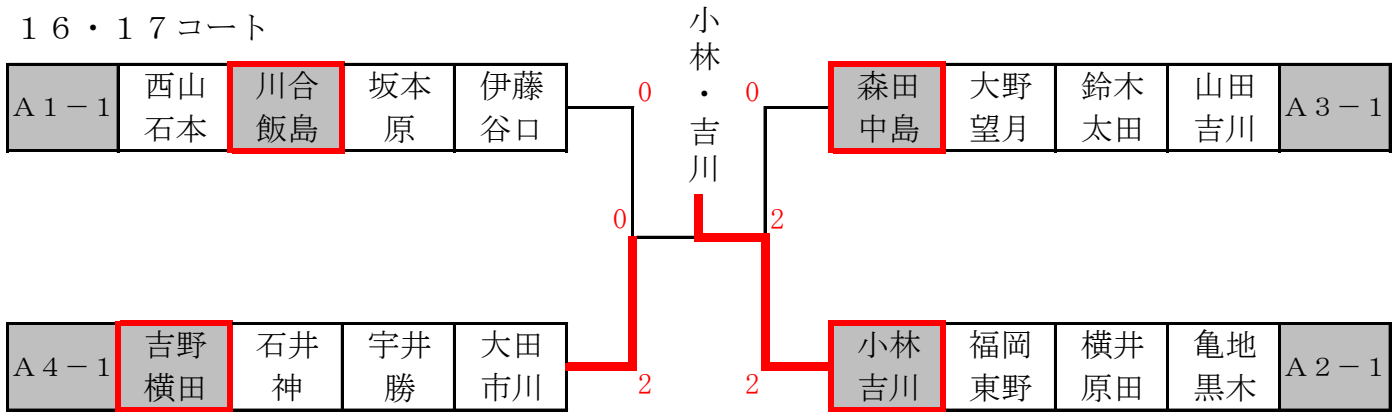 １６・１７コート
小林・吉川
Ａ１－１
西山
石本
川合
飯島
坂本
原
伊藤
谷口
0
0
森田
中島
大野
望月
鈴木
太田
山田
吉川
Ａ３－１
0
2
Ａ４－１
吉野
横田
石井
神
宇井
勝
大田
市川
2
2
小林
吉川
福岡
東野
横井
原田
亀地
黒木
Ａ２－１